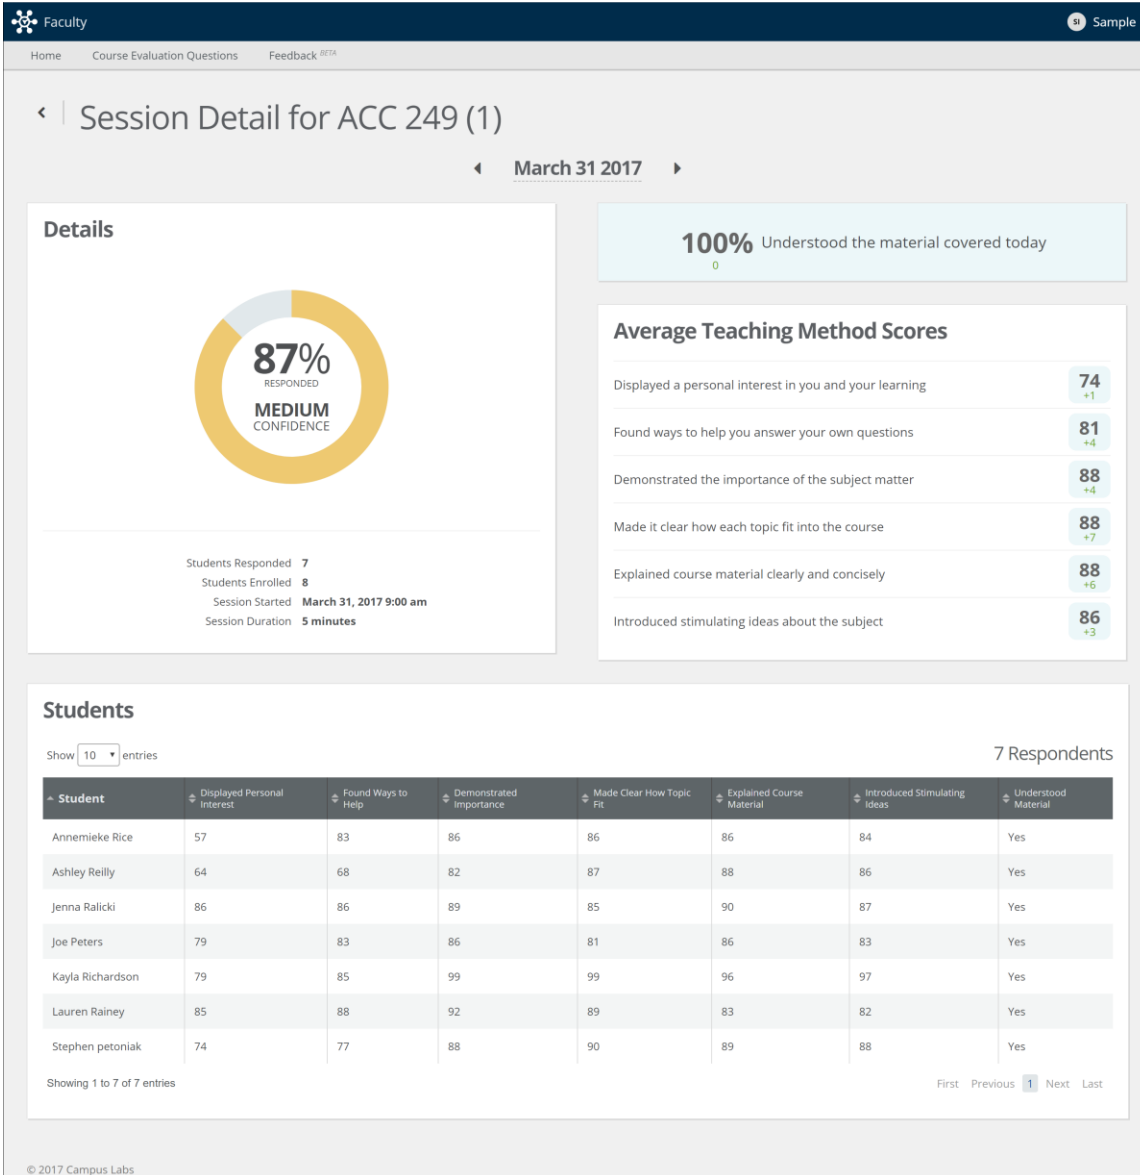 Faculty
SI Sample
Home Course Evaluation Questions Feedback BETA
Session Detail for ACC 249 (1)
March 31 2017
Details
87%
RESPONDED
MEDIUM
CONFIDENCE
Students Responded 7
Students Enrolled 8
Session Started March 31, 2017 9:00 am
Session Duration 5 minutes
100% Understood the material covered today
0
Average Teaching Method Scores
Displayed a personal interest in you and your learning 74
+1
Found ways to help you answer your own questions 81
+4
Demonstrated the importance of the subject matter 88
+4
Made it clear how each topic fit into the course 88
+7
Explained course material clearly and concisely 88
+6
Introduced stimulating ideas about the subject 86
+3
Students
Show 10 entries
7 Respondents
Student Displayed Personal Interest Found Ways to Help Demonstrated Importance Made Clear How Topic Fit Explained Course Material Introduced Stimulating Ideas Understood Material
Annemieke Rice 57 83 86 86 86 84 Yes
Ashley Reilly 64 68 82 87 88 86 Yes
Jenna Ralicki 86 86 89 85 90 87 Yes
Joe Peters 79 83 86 81 86 83 Yes
Kayla Richardson 79 85 99 99 96 97 Yes
Lauren Rainey 85 88 92 89 83 82 Yes
Stephen petoniak 74 77 88 90 89 88 Yes
Showing 1 to 7 of 7 entries
First Previous 1 Next Last
© 2017 Campus Labs